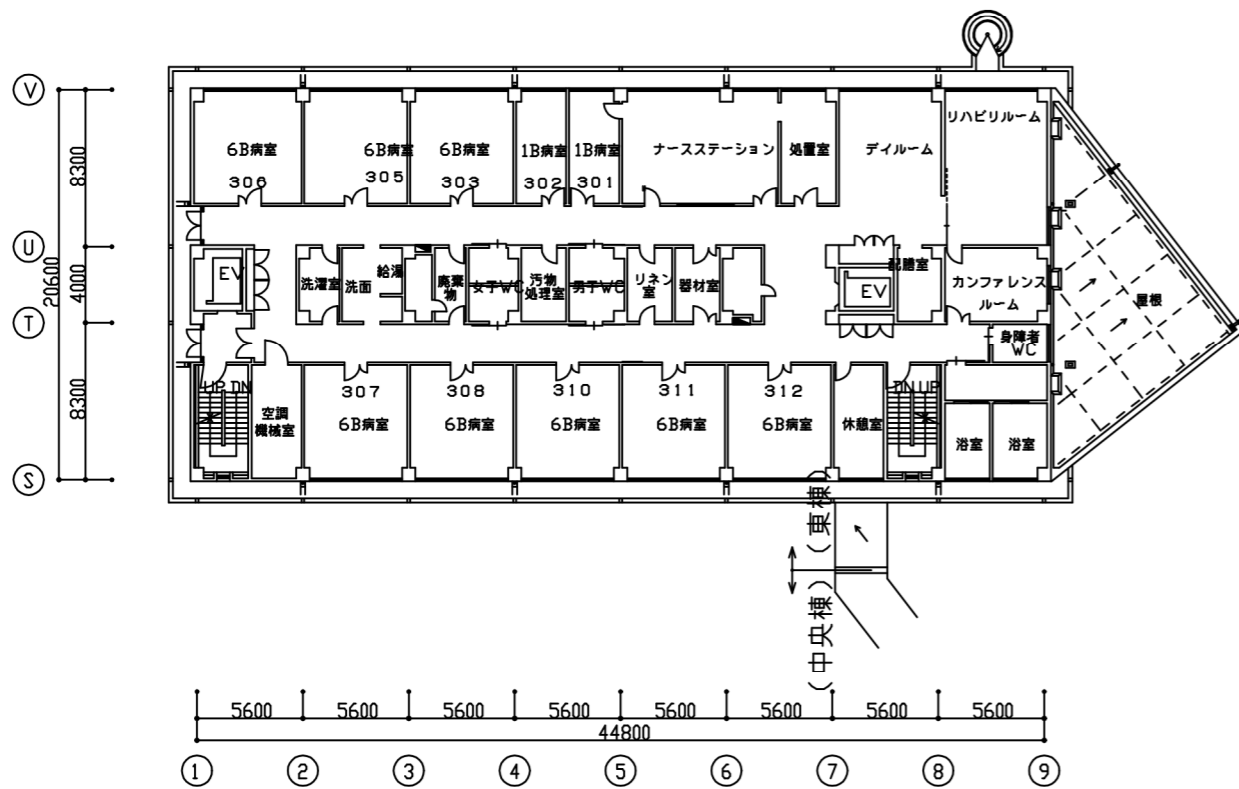 V
U
T
S
20600
8300
4000
8300
6B病室
306
6B病室
305
6B病室
303
1B病室
302
1B病室
301
ナースステーション
処置室
デイルーム
リハビリルーム
EV
洗濯室
洗面
給湯
廃棄
物
女子WC
汚物
処理室
男子WC
リネン
室
器材室
EV
配膳室
カンファレンス
ルーム
屋根
身障者
WC
UP DN
空調
機械室
307
6B病室
308
6B病室
310
6B病室
311
6B病室
312
6B病室
休憩室
DN UP
浴室
浴室
(中央棟)
(東棟)
5600
5600
5600
5600
5600
5600
5600
5600
44800
1
2
3
4
5
6
7
8
9